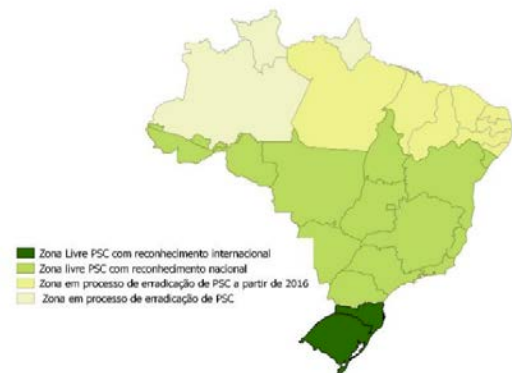 Zona Livre PSC com reconhecimento internacional
Zona livre PSC com reconhecimento nacional
Zona em processo de erradicação de PSC a partir de 2016
Zona em processo de erradicação de PSC